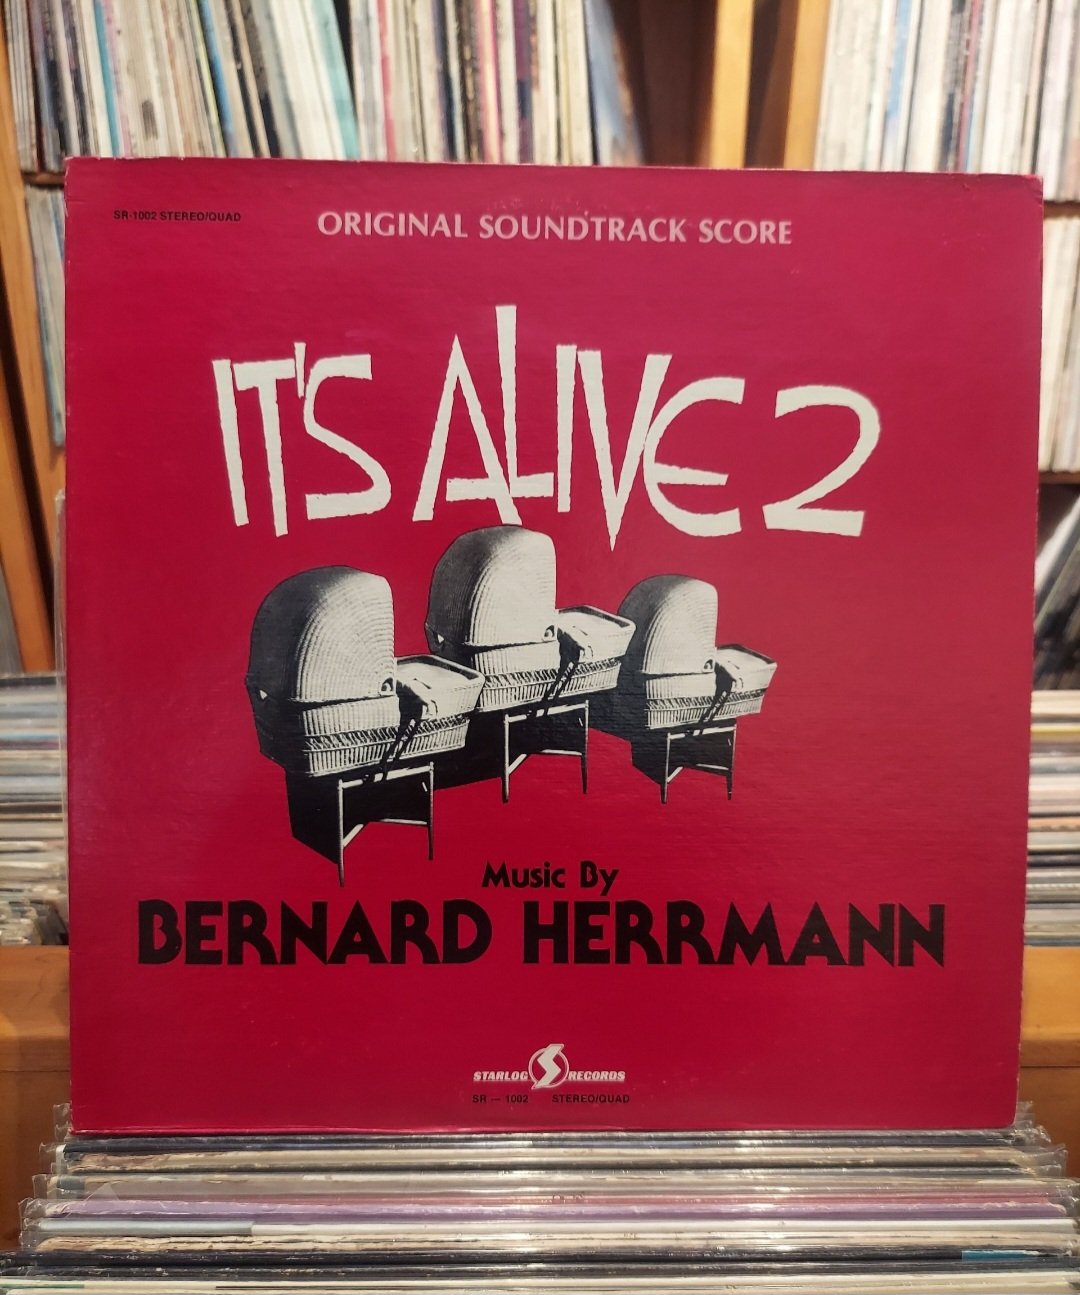 SR-1002 STEREO/QUAD
ORIGINAL SOUNDTRACK SCORE
IT'S ALIVE 2
Music By
BERNARD HERRMANN
STARLOG S RECORDS
SR — 1002 STEREO/QUAD